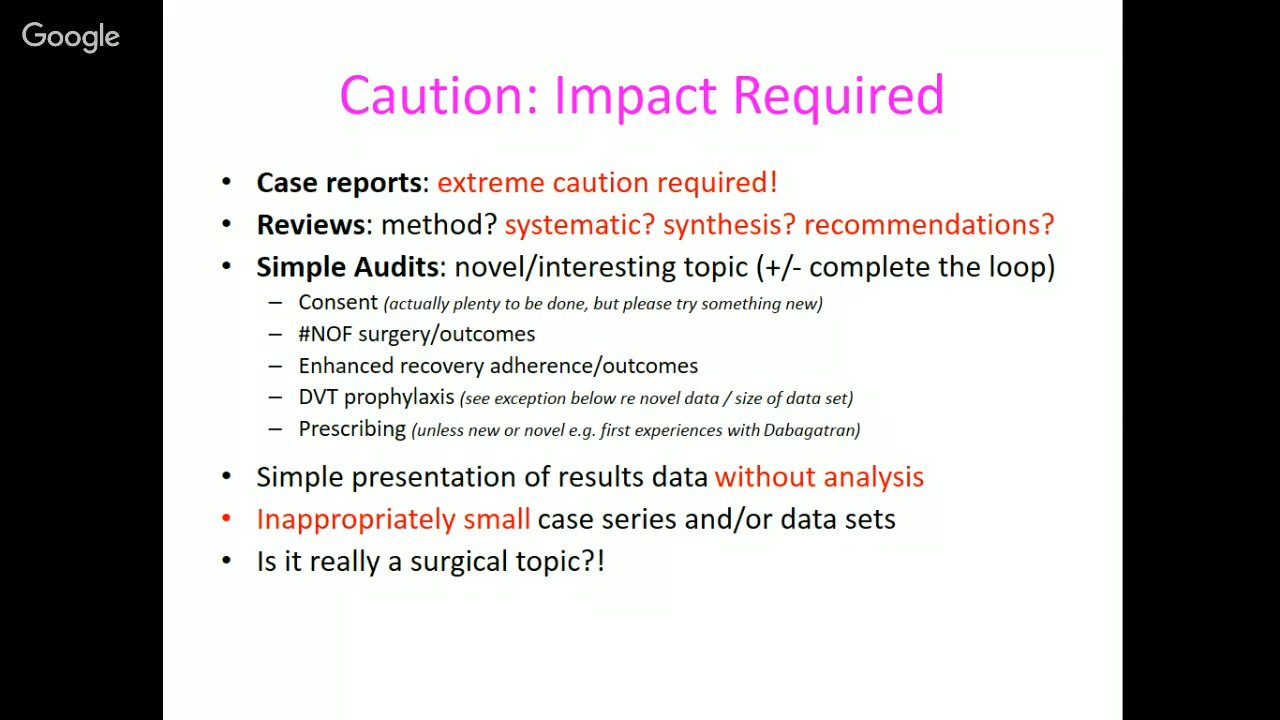 Google
Caution: Impact Required
• Case reports: extreme caution required!
• Reviews: method? systematic? synthesis? recommendations?
• Simple Audits: novel/interesting topic (+/- complete the loop)
– Consent (actually plenty to be done, but please try something new)
– #NOF surgery/outcomes
– Enhanced recovery adherence/outcomes
– DVT prophylaxis (see exception below re novel data / size of data set)
– Prescribing (unless new or novel e.g. first experiences with Dabagatran)
• Simple presentation of results data without analysis
• Inappropriately small case series and/or data sets
• Is it really a surgical topic?!